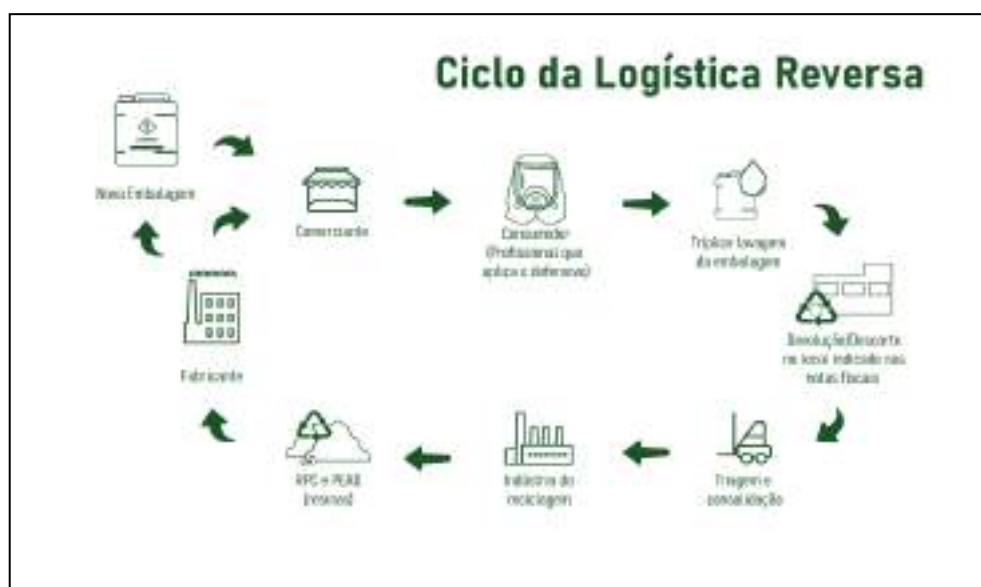 Ciclo da Logística Reversa
Nova Embalagem
Comerciante
Consumidor
(Profissional que
aplica o defensivo)
Tríplice lavagem
da embalagem
Devolução/Descarte
no local indicado nas
notas fiscais
Fabricante
e PEAD
(resinas)
Indústria de
reciclagem
Triagem e
consolidação